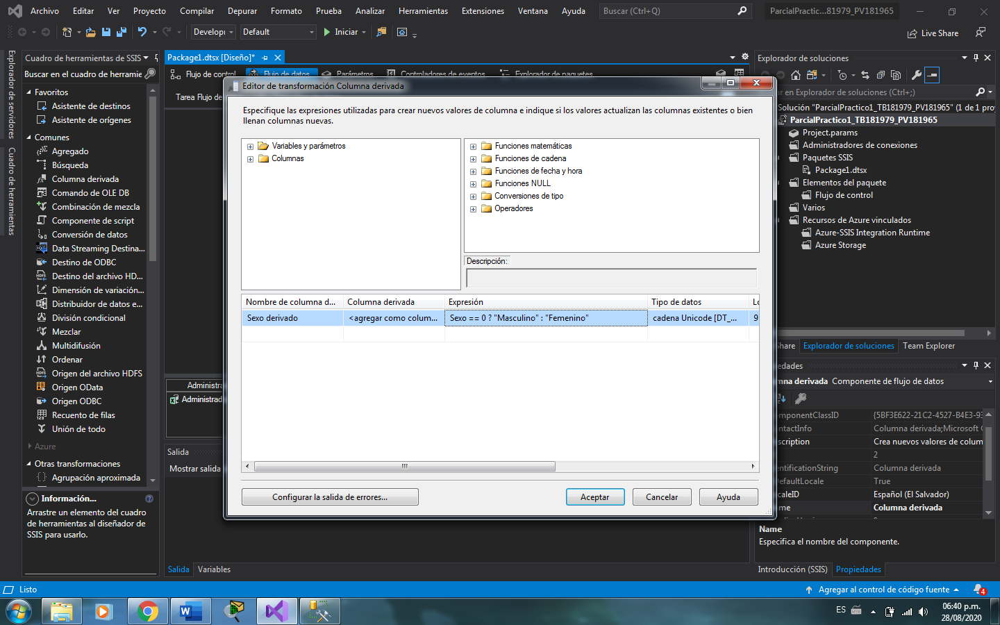 Archivo Editar Ver Proyecto Compilar Depurar Formato Prueba Analizar Herramientas Extensiones Ventana Ayuda Buscar (Ctrl+Q) ParcialPractic...81979_PV181965
Developi Default Iniciar Live Share
Explorador de servidores
Cuadro de herramientas
Cuadro de herramientas de SSIS
Buscar en el cuadro de herramie
Favoritos
Asistente de destinos
Asistente de orígenes
Comunes
Agregado
Búsqueda
Columna derivada
Comando de OLE DB
Combinación de mezcla
Componente de script
Conversión de datos
Data Streaming Destina...
Destino de ODBC
Destino del archivo HD...
Dimensión de variación...
Distribuidor de datos e...
División condicional
Mezclar
Multidifusión
Ordenar
Origen del archivo HDFS
Origen OData
Origen ODBC
Recuento de filas
Unión de todo
Azure
Otras transformaciones
Agrupación aproximada
Información...
Arrastre un elemento del cuadro
de herramientas al diseñador de
SSIS para usarlo.
Package1.dtsx [Diseño]*
Flujo de control Flujo de datos Parámetros Controladores de eventos Explorador de paquetes
Tarea Flujo de
Editor de transformación Columna derivada
Especifique las expresiones utilizadas para crear nuevos valores de columna e indique si los valores actualizan las columnas existentes o bien
llenan columnas nuevas.
Variables y parámetros
Columnas
Funciones matemáticas
Funciones de cadena
Funciones de fecha y hora
Funciones NULL
Conversiones de tipo
Operadores
Descripción:
Nombre de columna d... Columna derivada Expresión Tipo de datos Lo
Sexo derivado <agregar como colum... Sexo == 0 ? "Masculino" : "Femenino" cadena Unicode [DT_... 9
Configurar la salida de errores... Aceptar Cancelar Ayuda
Administra
Administrad
Salida
Mostrar salida
Salida Variables
Explorador de soluciones
ar en Explorador de soluciones (Ctrl+;)
Solución "ParcialPractico1_TB181979_PV181965" (1 de 1 proy
ParcialPractico1_TB181979_PV181965
Project.params
Administradores de conexiones
Paquetes SSIS
Package1.dtsx
Elementos del paquete
Flujo de control
Varios
Recursos de Azure vinculados
Azure-SSIS Integration Runtime
Azure Storage
Share Explorador de soluciones Team Explorer
edades
mna derivada Componente de flujo de datos
omponentClassID {5BF3E622-21C2-4527-B4E3-93
ntactInfo Columna derivada;Microsoft C
scription Crea nuevos valores de colum
2
entificationString Columna derivada
DefaultLocale True
caleID Español (El Salvador)
me Columna derivada
Name
Especifica el nombre del componente.
Introducción (SSIS) Propiedades
Listo Agregar al control de código fuente 4
ES 06:40 p.m.
28/08/2020